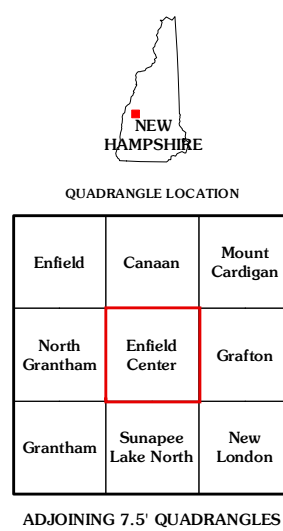 NEW
HAMPSHIRE
QUADRANGLE LOCATION
Enfield
Canaan
Mount
Cardigan
North
Grantham
Enfield
Center
Grafton
Grantham
Sunapee
Lake North
New
London
ADJOINING 7.5' QUADRANGLES